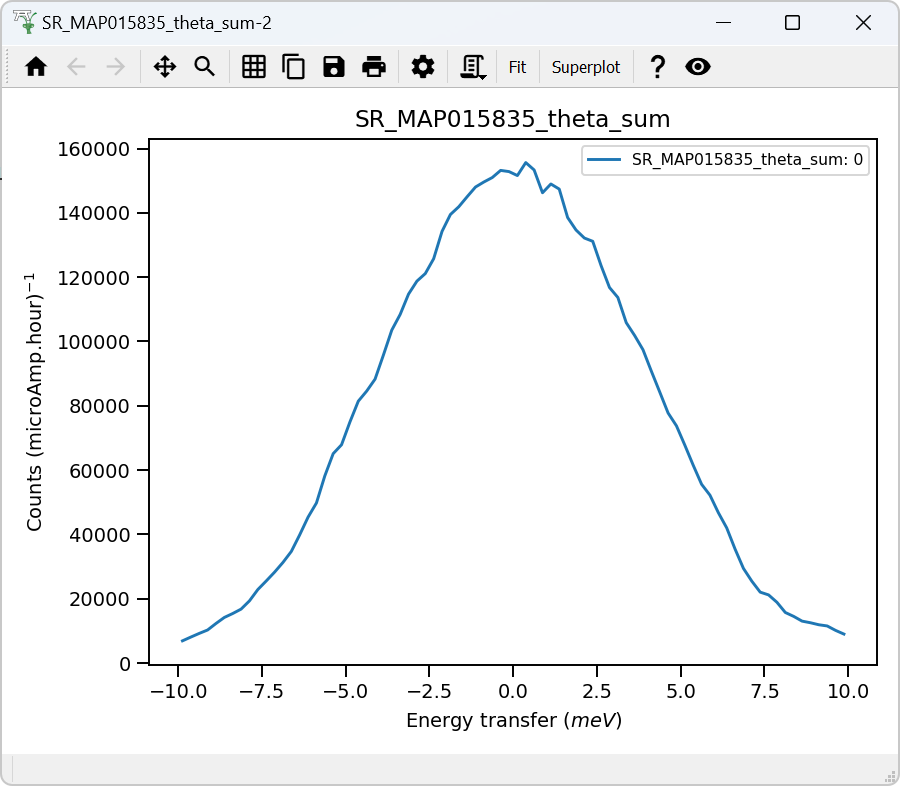 SR_MAP015835_theta_sum-2
Fit Superplot
SR_MAP015835_theta_sum
SR_MAP015835_theta_sum: 0
Counts (microAmp.hour)⁻¹
160000
140000
120000
100000
80000
60000
40000
20000
0
−10.0 −7.5 −5.0 −2.5 0.0 2.5 5.0 7.5 10.0
Energy transfer (meV)